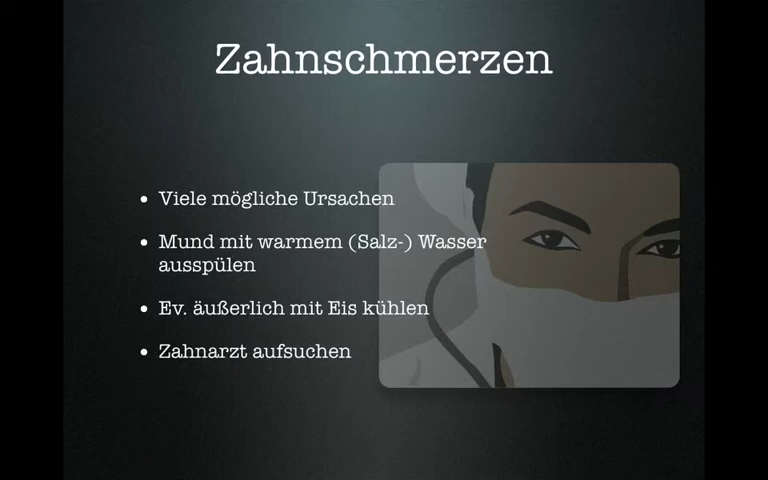 Zahnschmerzen
• Viele mögliche Ursachen
• Mund mit warmem (Salz-) Wasser
ausspülen
• Ev. äußerlich mit Eis kühlen
• Zahnarzt aufsuchen